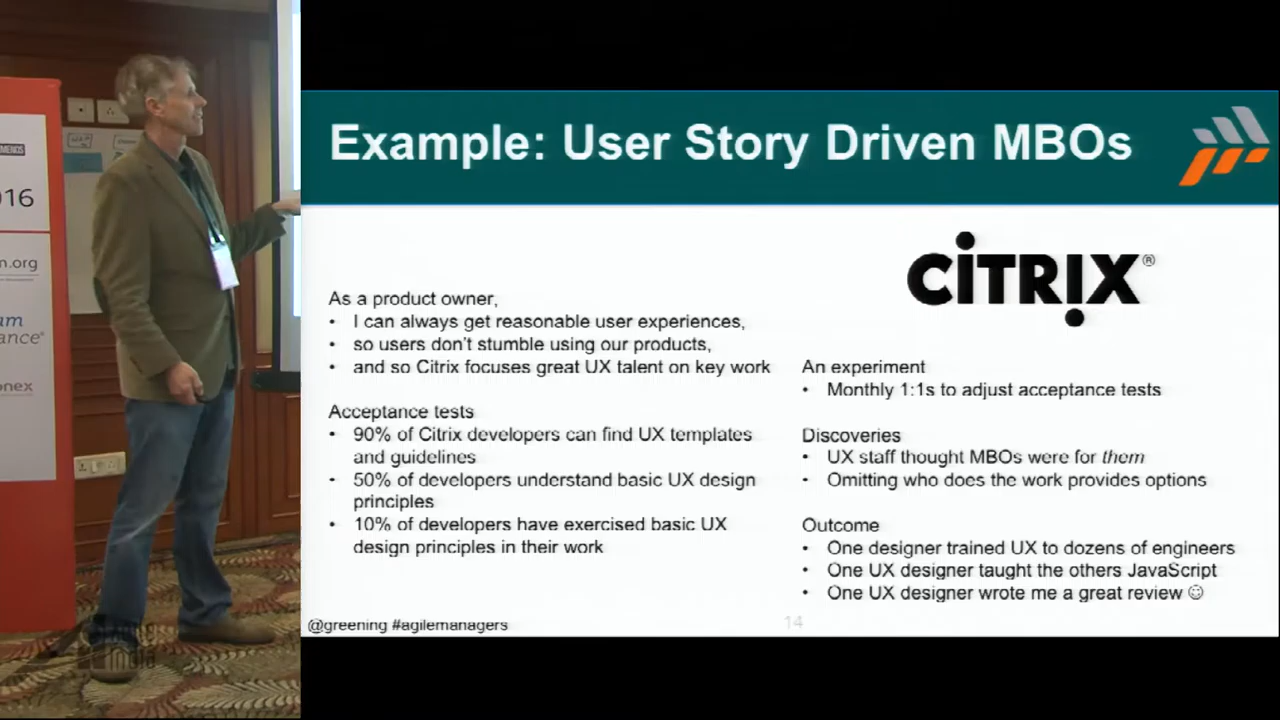 Example: User Story Driven MBOs
CİTRIX®
As a product owner,
• I can always get reasonable user experiences,
• so users don't stumble using our products,
• and so Citrix focuses great UX talent on key work
Acceptance tests
• 90% of Citrix developers can find UX templates
and guidelines
• 50% of developers understand basic UX design
principles
• 10% of developers have exercised basic UX
design principles in their work
An experiment
• Monthly 1:1s to adjust acceptance tests
Discoveries
• UX staff thought MBOs were for them
• Omitting who does the work provides options
Outcome
• One designer trained UX to dozens of engineers
• One UX designer taught the others JavaScript
• One UX designer wrote me a great review ☺
@greening #agilemanagers
14
016
m.org
am
ance®
onex
India